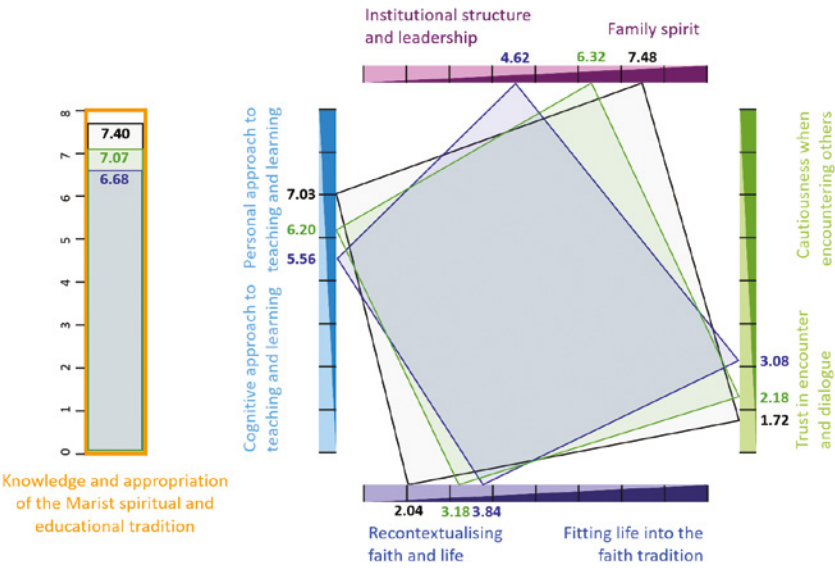 Institutional structure
and leadership
Family spirit
4.62
6.32
7.48
8
7
6
5
4
3
2
1
0
7.40
7.07
6.68
Knowledge and appropriation
of the Marist spiritual and
educational tradition
Personal approach to
teaching and learning
Cognitive approach to
teaching and learning
7.03
6.20
5.56
Cautiousness when
encountering others
Trust in encounter
and dialogue
3.08
2.18
1.72
2.04
3.18
3.84
Recontextualising
faith and life
Fitting life into the
faith tradition